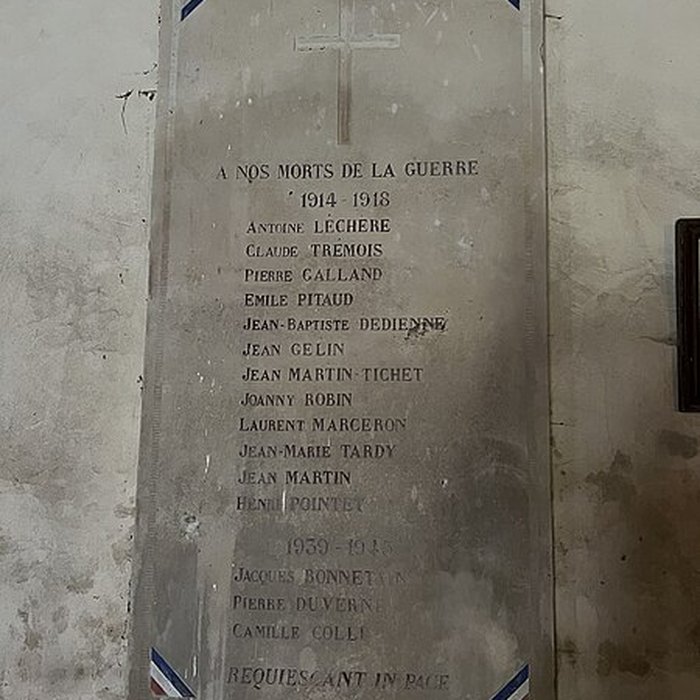 A NOS MORTS DE LA GUERRE
1914-1918
ANTOINE LÉCHÈRE
CLAUDE TRÉMOIS
PIERRE GALLAND
EMILE PITAUD
JEAN-BAPTISTE DEDIENNE
JEAN GELIN
JEAN MARTIN-TICHET
JOANNY ROBIN
LAURENT MARCERON
JEAN-MARIE TARDY
JEAN MARTIN
HENRI POINTET
1939-1945
JACQUES
PIERRE DUVERNE
CAMILLE
REQUIESCANT IN PACE